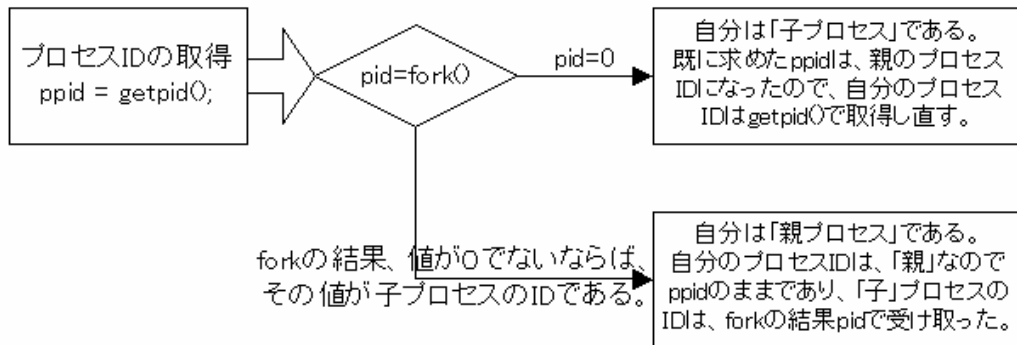 プロセスIDの取得
ppid = getpid();
pid=fork()
pid=0
自分は「子プロセス」である。
既に求めたppidは、親のプロセス
IDになったので、自分のプロセス
IDはgetpid()で取得し直す。
forkの結果、値が0でないならば、
その値が子プロセスのIDである。
自分は「親プロセス」である。
自分のプロセスIDは、「親」なので
ppidのままであり、「子」プロセスの
IDは、forkの結果pidで受け取った。